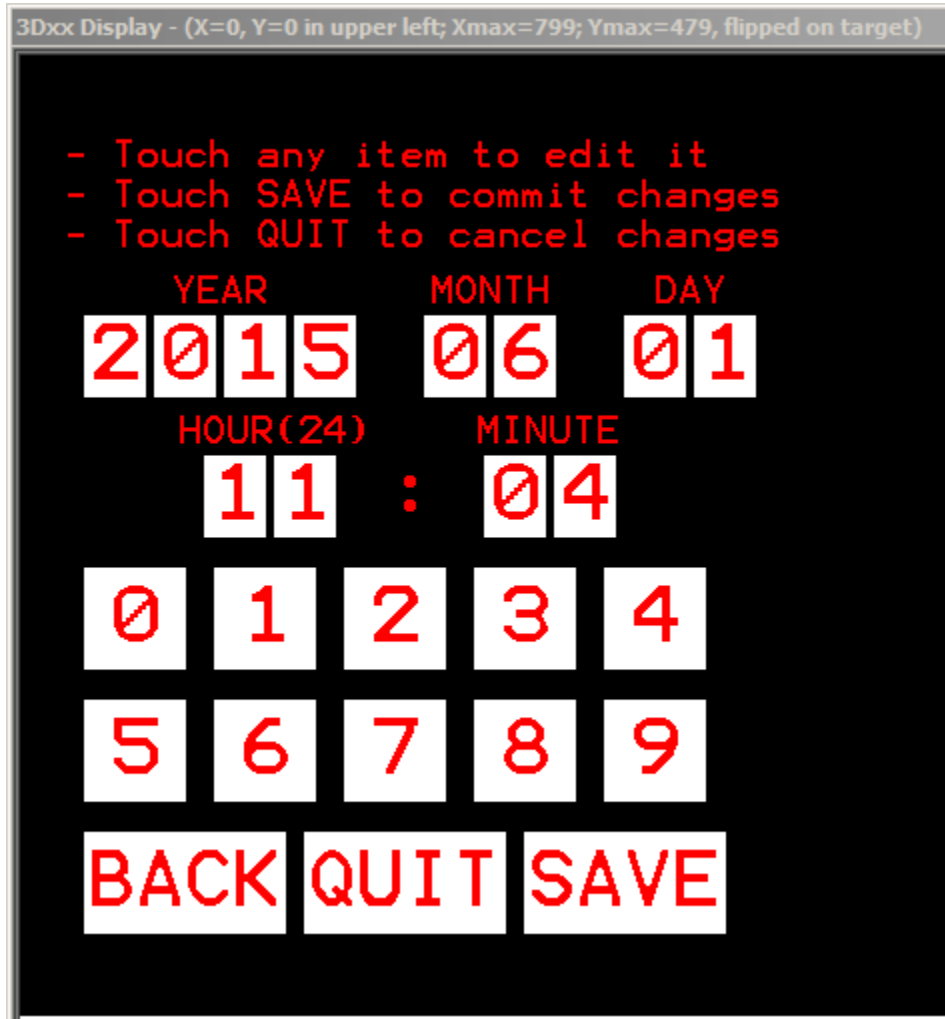 3Dxx Display - (X=0, Y=0 in upper left; Xmax=799; Ymax=479, flipped on target)
- Touch any item to edit it
- Touch SAVE to commit changes
- Touch QUIT to cancel changes
YEAR MONTH DAY
2015 06 01
HOUR(24) MINUTE
11 : 04
0 1 2 3 4
5 6 7 8 9
BACK QUIT SAVE